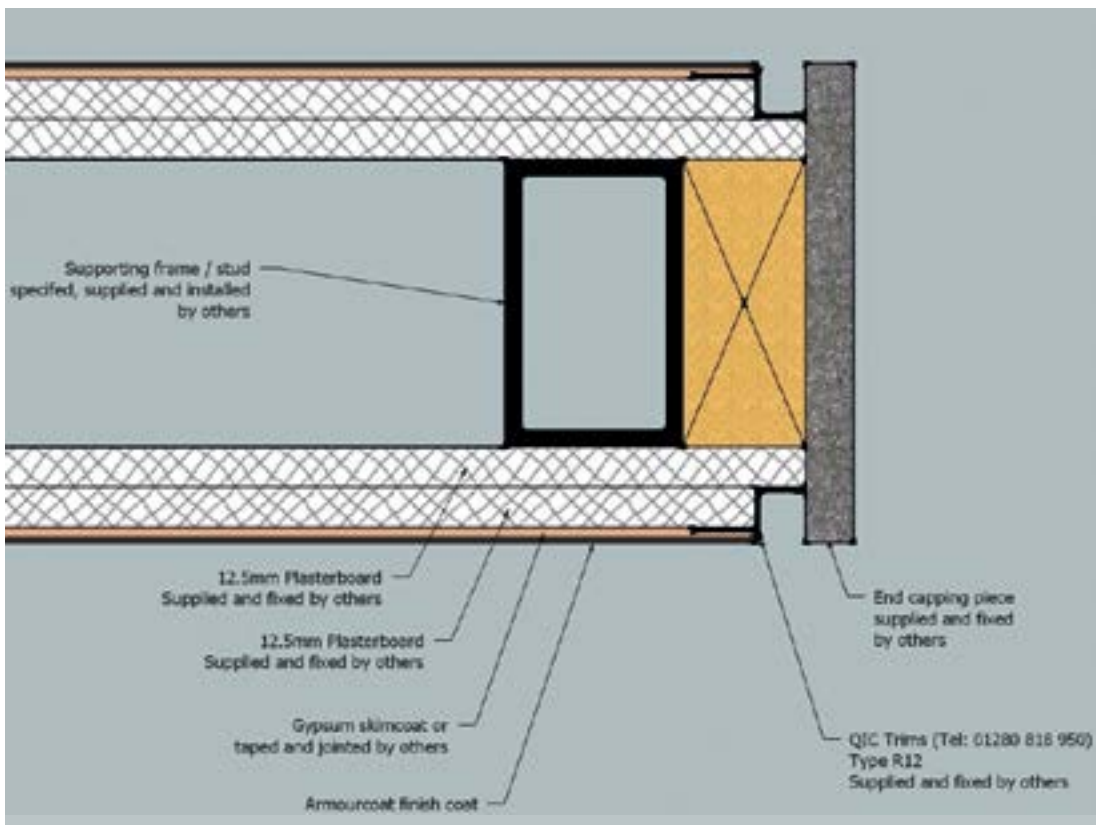 Supporting frame / stud
specifed, supplied and installed
by others
12.5mm Plasterboard
Supplied and fixed by others
12.5mm Plasterboard
Supplied and fixed by others
Gypsum skimcoat or
taped and jointed by others
Armourcoat finish coat
End capping piece
supplied and fixed
by others
QIC Trims (Tel: 01280 818 950)
Type R12
Supplied and fixed by others